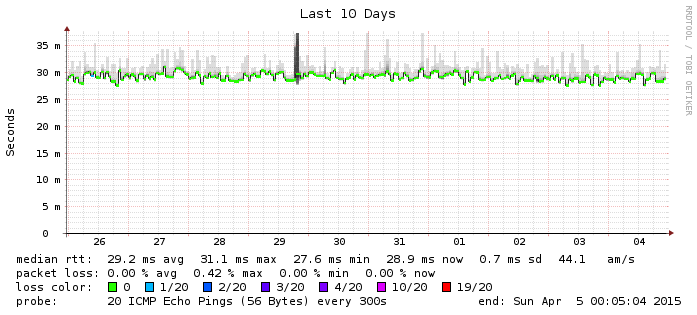 Last 10 Days
RRDTOOL / TOBI OETIKER
Seconds
35 m
30 m
25 m
20 m
15 m
10 m
5 m
0
26 27 28 29 30 31 01 02 03 04
median rtt: 29.2 ms avg 31.1 ms max 27.6 ms min 28.9 ms now 0.7 ms sd 44.1 am/s
packet loss: 0.00 % avg 0.42 % max 0.00 % min 0.00 % now
loss color: 0 1/20 2/20 3/20 4/20 10/20 19/20
probe: 20 ICMP Echo Pings (56 Bytes) every 300s end: Sun Apr 5 00:05:04 2015